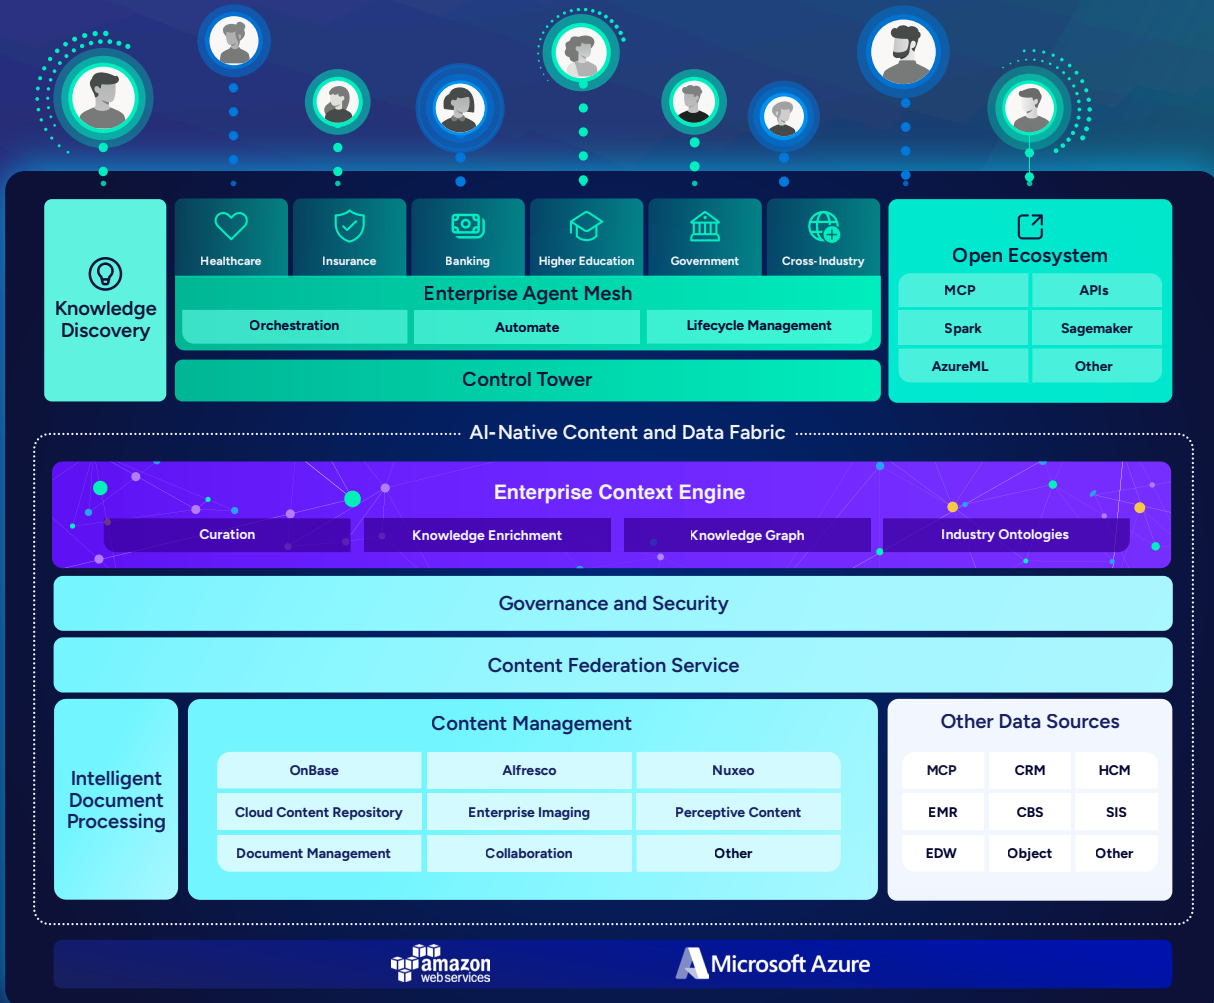 Knowledge
Discovery
Healthcare
Insurance
Banking
Higher Education
Government
Cross-Industry
Enterprise Agent Mesh
Orchestration
Automate
Lifecycle Management
Control Tower
Open Ecosystem
MCP
APIs
Spark
Sagemaker
AzureML
Other
AI-Native Content and Data Fabric
Enterprise Context Engine
Curation
Knowledge Enrichment
Knowledge Graph
Industry Ontologies
Governance and Security
Content Federation Service
Intelligent
Document
Processing
Content Management
OnBase
Alfresco
Nuxeo
Cloud Content Repository
Enterprise Imaging
Perceptive Content
Document Management
Collaboration
Other
Other Data Sources
MCP
CRM
HCM
EMR
CBS
SIS
EDW
Object
Other
amazon
web services
Microsoft Azure